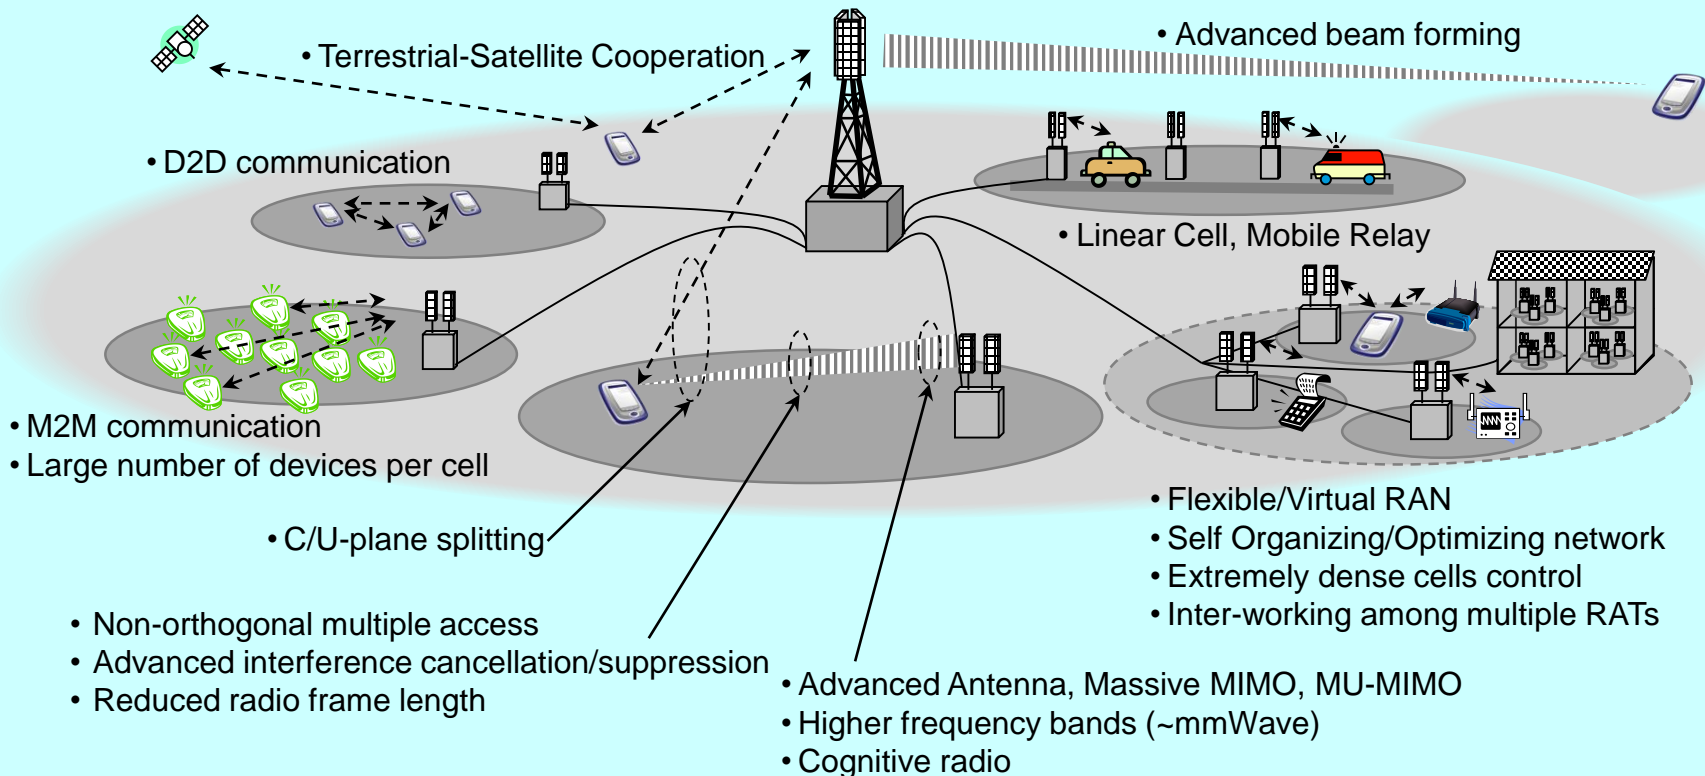 • Terrestrial-Satellite Cooperation
• Advanced beam forming
• D2D communication
• Linear Cell, Mobile Relay
• M2M communication
• Large number of devices per cell
• C/U-plane splitting
• Non-orthogonal multiple access
• Advanced interference cancellation/suppression
• Reduced radio frame length
• Advanced Antenna, Massive MIMO, MU-MIMO
• Higher frequency bands (~mmWave)
• Cognitive radio
• Flexible/Virtual RAN
• Self Organizing/Optimizing network
• Extremely dense cells control
• Inter-working among multiple RATs